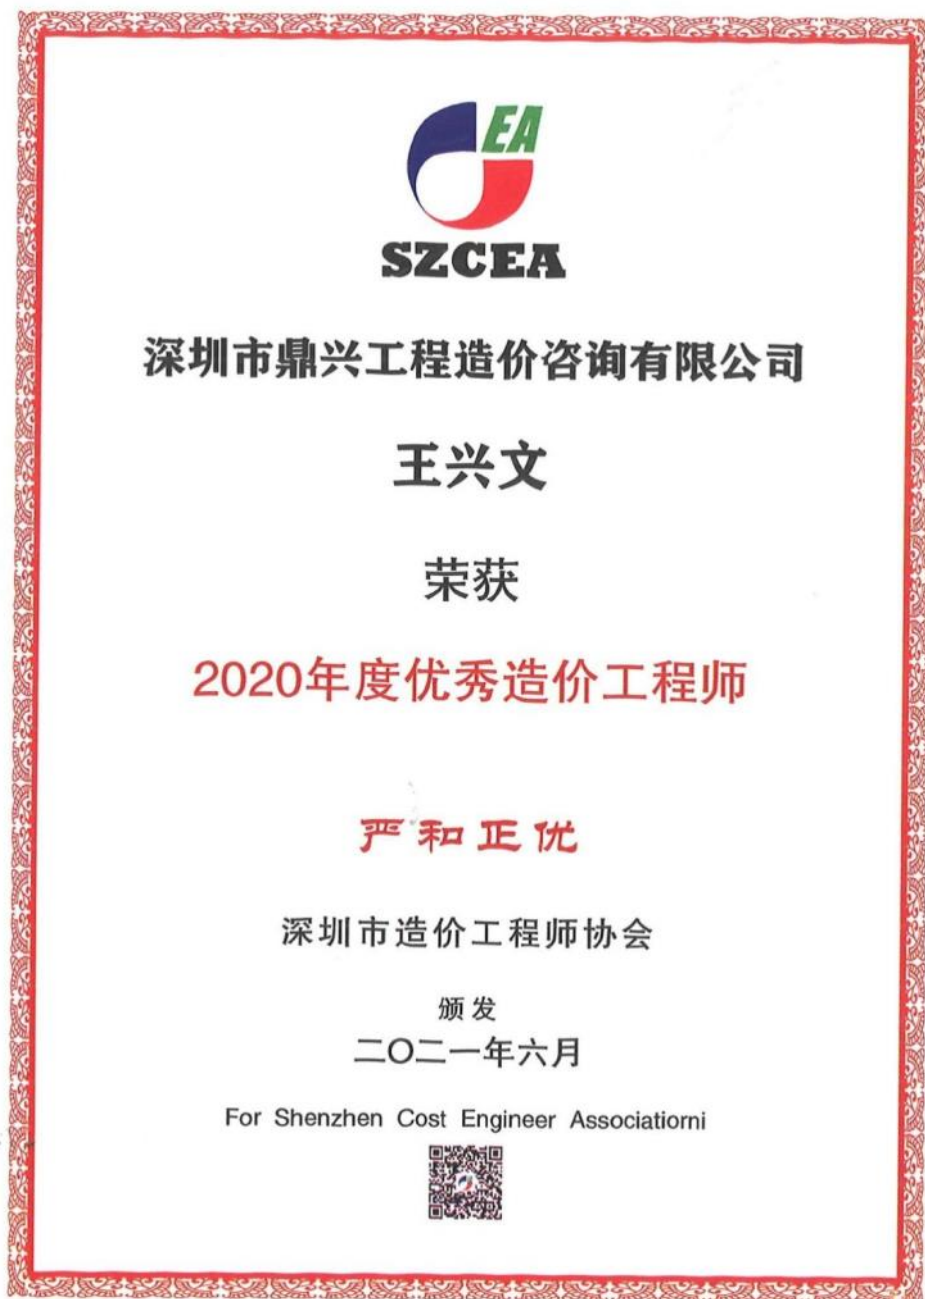 EA
SZCEA
深圳市鼎兴工程造价咨询有限公司
王兴文
荣获
2020年度优秀造价工程师
严和正优
深圳市造价工程师协会
颁发
二〇二一年六月
For Shenzhen Cost Engineer Associatiorni